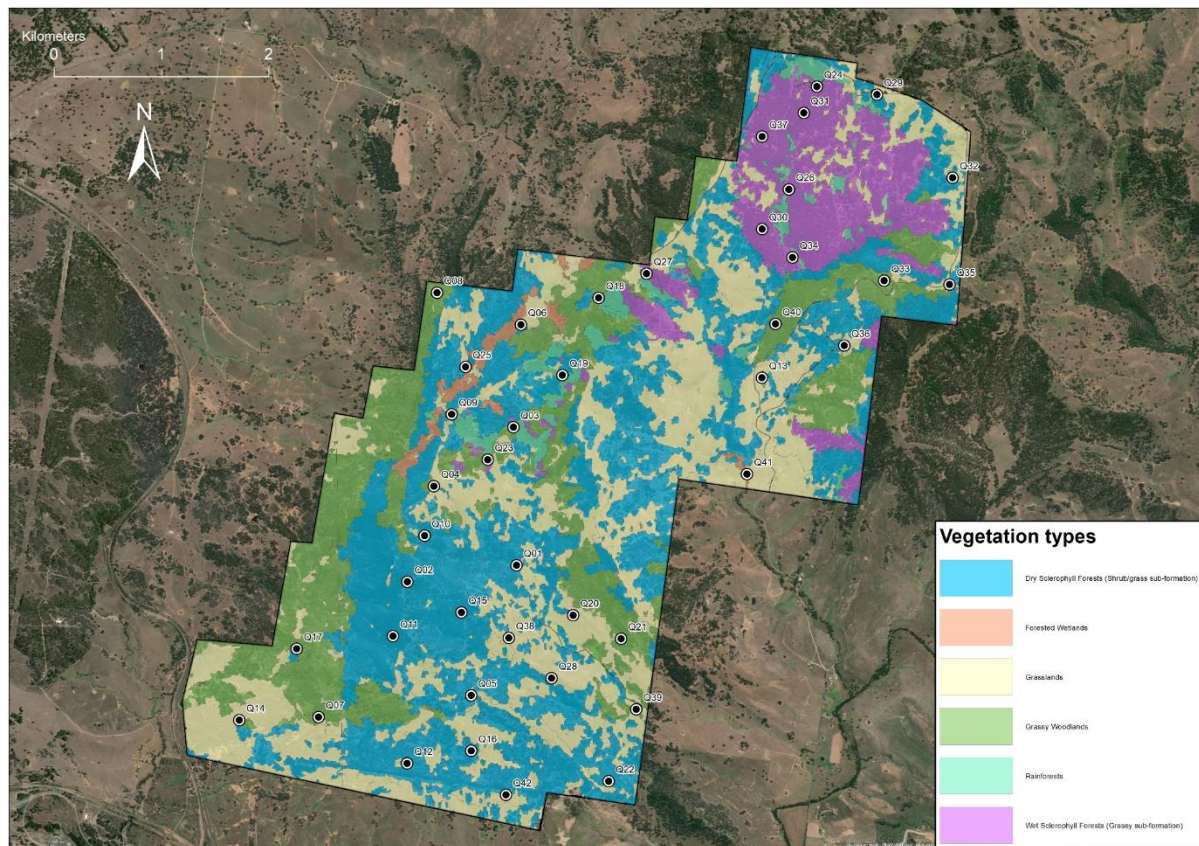 Kilometers
0 1 2
N
Q24
Q29
Q31
Q37
Q32
Q26
Q30
Q34
Q27
Q33
Q35
Q08
Q18
Q06
Q40
Q36
Q25
Q19
Q13
Q09
Q03
Q23
Q41
Q04
Q10
Q01
Q02
Q15
Q20
Q11
Q38
Q21
Q17
Q28
Q05
Q39
Q14
Q07
Q16
Q12
Q22
Q42
Vegetation types
Dry Sclerophyll Forests (Shrub/grass sub-formation)
Forested Wetlands
Grasslands
Grassy Woodlands
Rainforests
Wet Sclerophyll Forests (Grassy sub-formation)